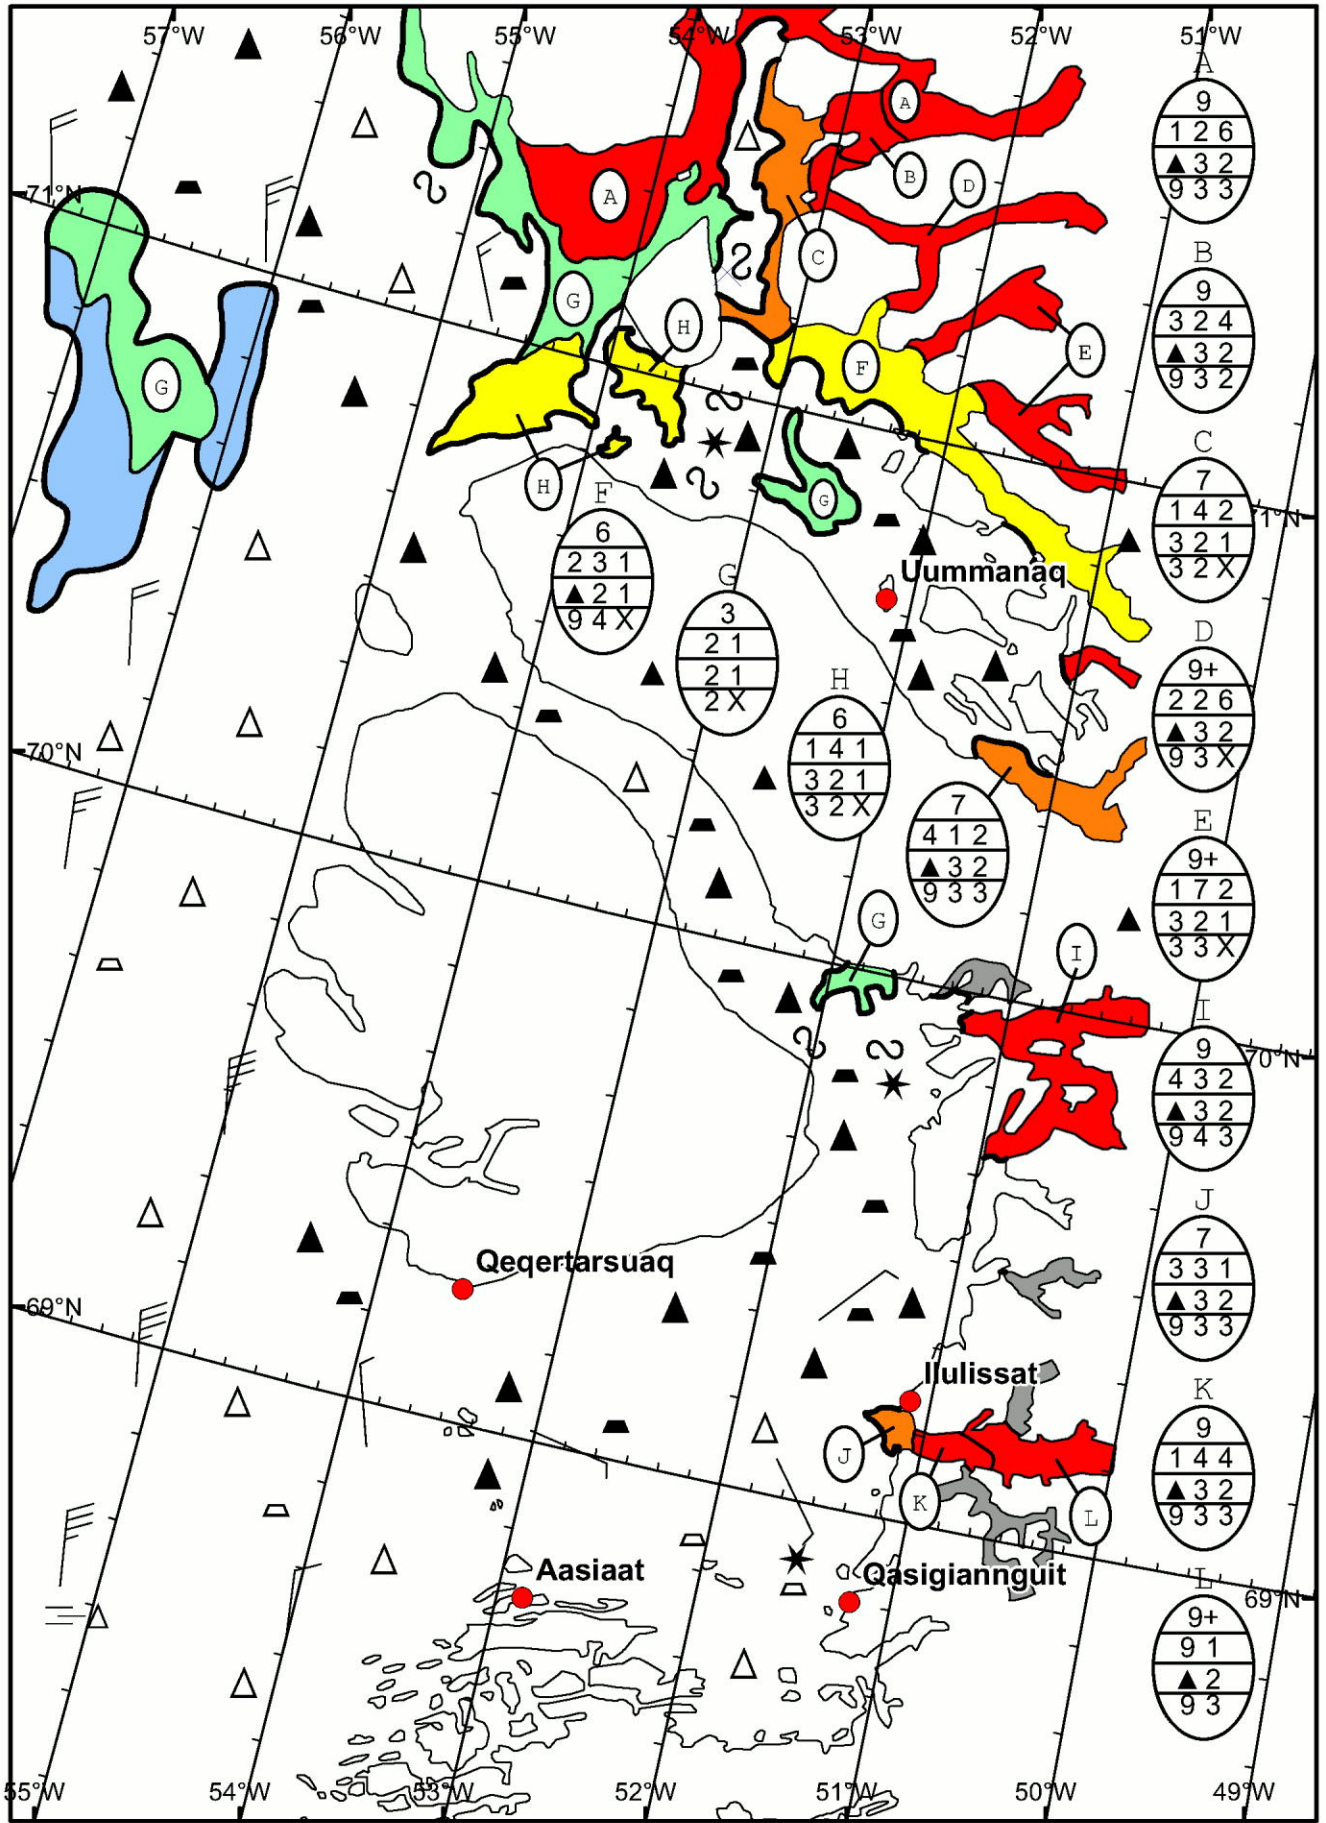 57°W 56°W 55°W 54°W 53°W 52°W 51°W
A
9
1 2 6
▲ 3 2
9 3 3
A
B
D
A
71°N
C
B
9
3 2 4
▲ 3 2
9 3 2
G
H
E
F
G
C
7
1 4 2
3 2 1
3 2 X
H
G
71°N
F
6
2 3 1
▲ 2 1
9 4 X
Uummanaq
G
3
2 1
2 1
2 X
D
9+
2 2 6
▲ 3 2
9 3 X
H
6
1 4 1
3 2 1
3 2 X
70°N
7
4 1 2
▲ 3 2
9 3 3
E
9+
1 7 2
3 2 1
3 3 X
G
I
I
9
4 3 2
▲ 3 2
9 4 3
70°N
J
7
3 3 1
▲ 3 2
9 3 3
Qeqertarsuaq
69°N
Ilulissat
K
9
1 4 4
▲ 3 2
9 3 3
J
K
L
Aasiaat
Qasigiannguit
L
9+
9 1
▲ 2
9 3
69°N
55°W 54°W 53°W 52°W 51°W 50°W 49°W